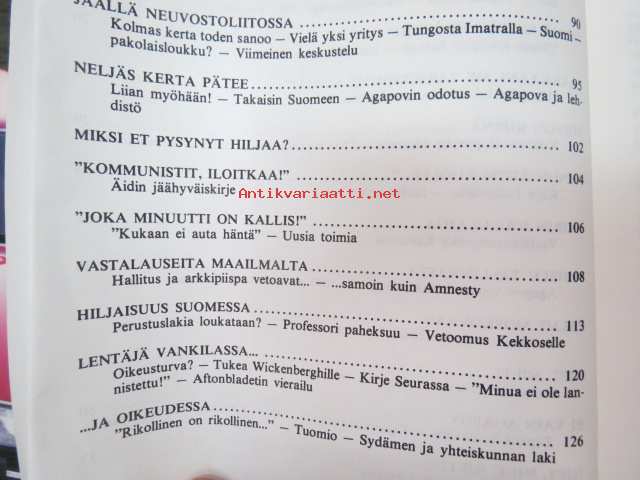 JÄÄLLÄ NEUVOSTOLIITOSSA ........ 90
Kolmas kerta toden sanoo — Vielä yksi yritys — Tungosta Imatralla — Suomi-
pakolaisloukku? — Viimeinen keskustelu
NELJÄS KERTA PÄTEE ........ 95
Liian myöhään! — Takaisin Suomeen — Agapovin odotus — Agapova ja leh-
distö
MIKSI ET PYSYNYT HILJAA? ........ 102
”KOMMUNISTIT, ILOITKAA!” ........ 104
Äidin jäähyväiskirje
Antikvariaatti.net
”JOKA MINUUTTI ON KALLIS!” ........ 106
”Kukaan ei auta häntä” — Uusia toimia
VASTALAUSEITA MAAILMALTA ........ 108
Hallitus ja arkkipiispa vetoavat... — ...samoin kuin Amnesty
HILJAISUUS SUOMESSA ........ 113
Perustuslakia loukataan? — Professori paheksuu — Vetoomus Kekkoselle
LENTÄJÄ VANKILASSA... ........ 120
Oikeusturva? — Tukea Wickenberghille — Kirje Seurassa — ”Minua ei ole lan-
nistettu!” — Aftonbladetin vierailu
...JA OIKEUDESSA ........ 126
”Rikollinen on rikollinen...” — Tuomio — Sydämen ja yhteiskunnan laki